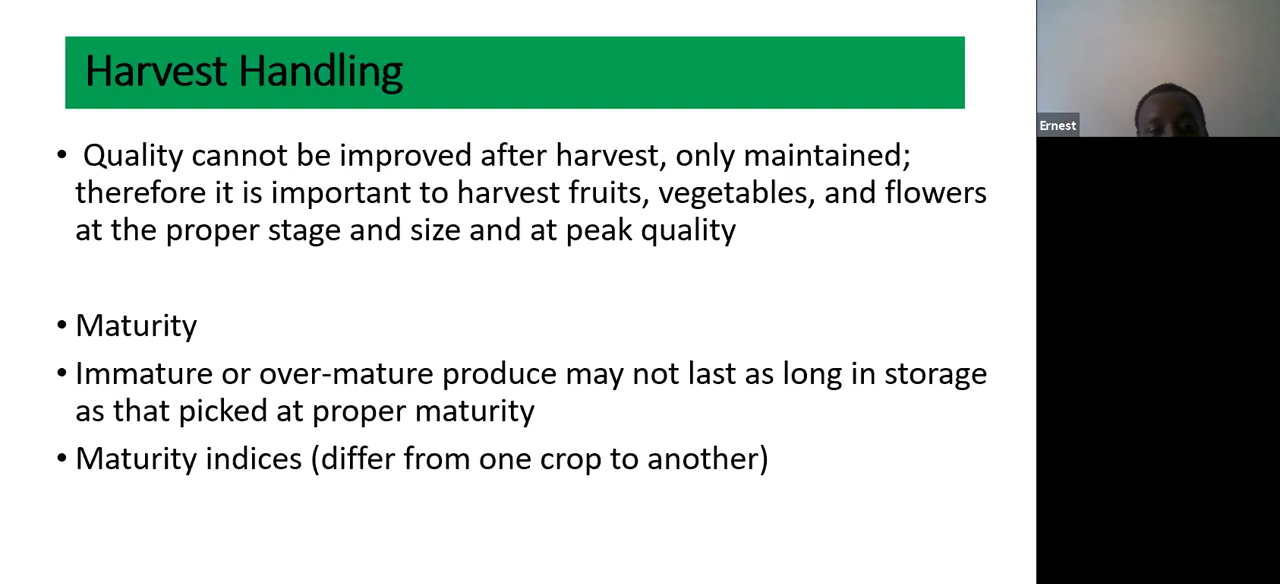 Harvest Handling
• Quality cannot be improved after harvest, only maintained;
therefore it is important to harvest fruits, vegetables, and flowers
at the proper stage and size and at peak quality
• Maturity
• Immature or over-mature produce may not last as long in storage
as that picked at proper maturity
• Maturity indices (differ from one crop to another)
Ernest